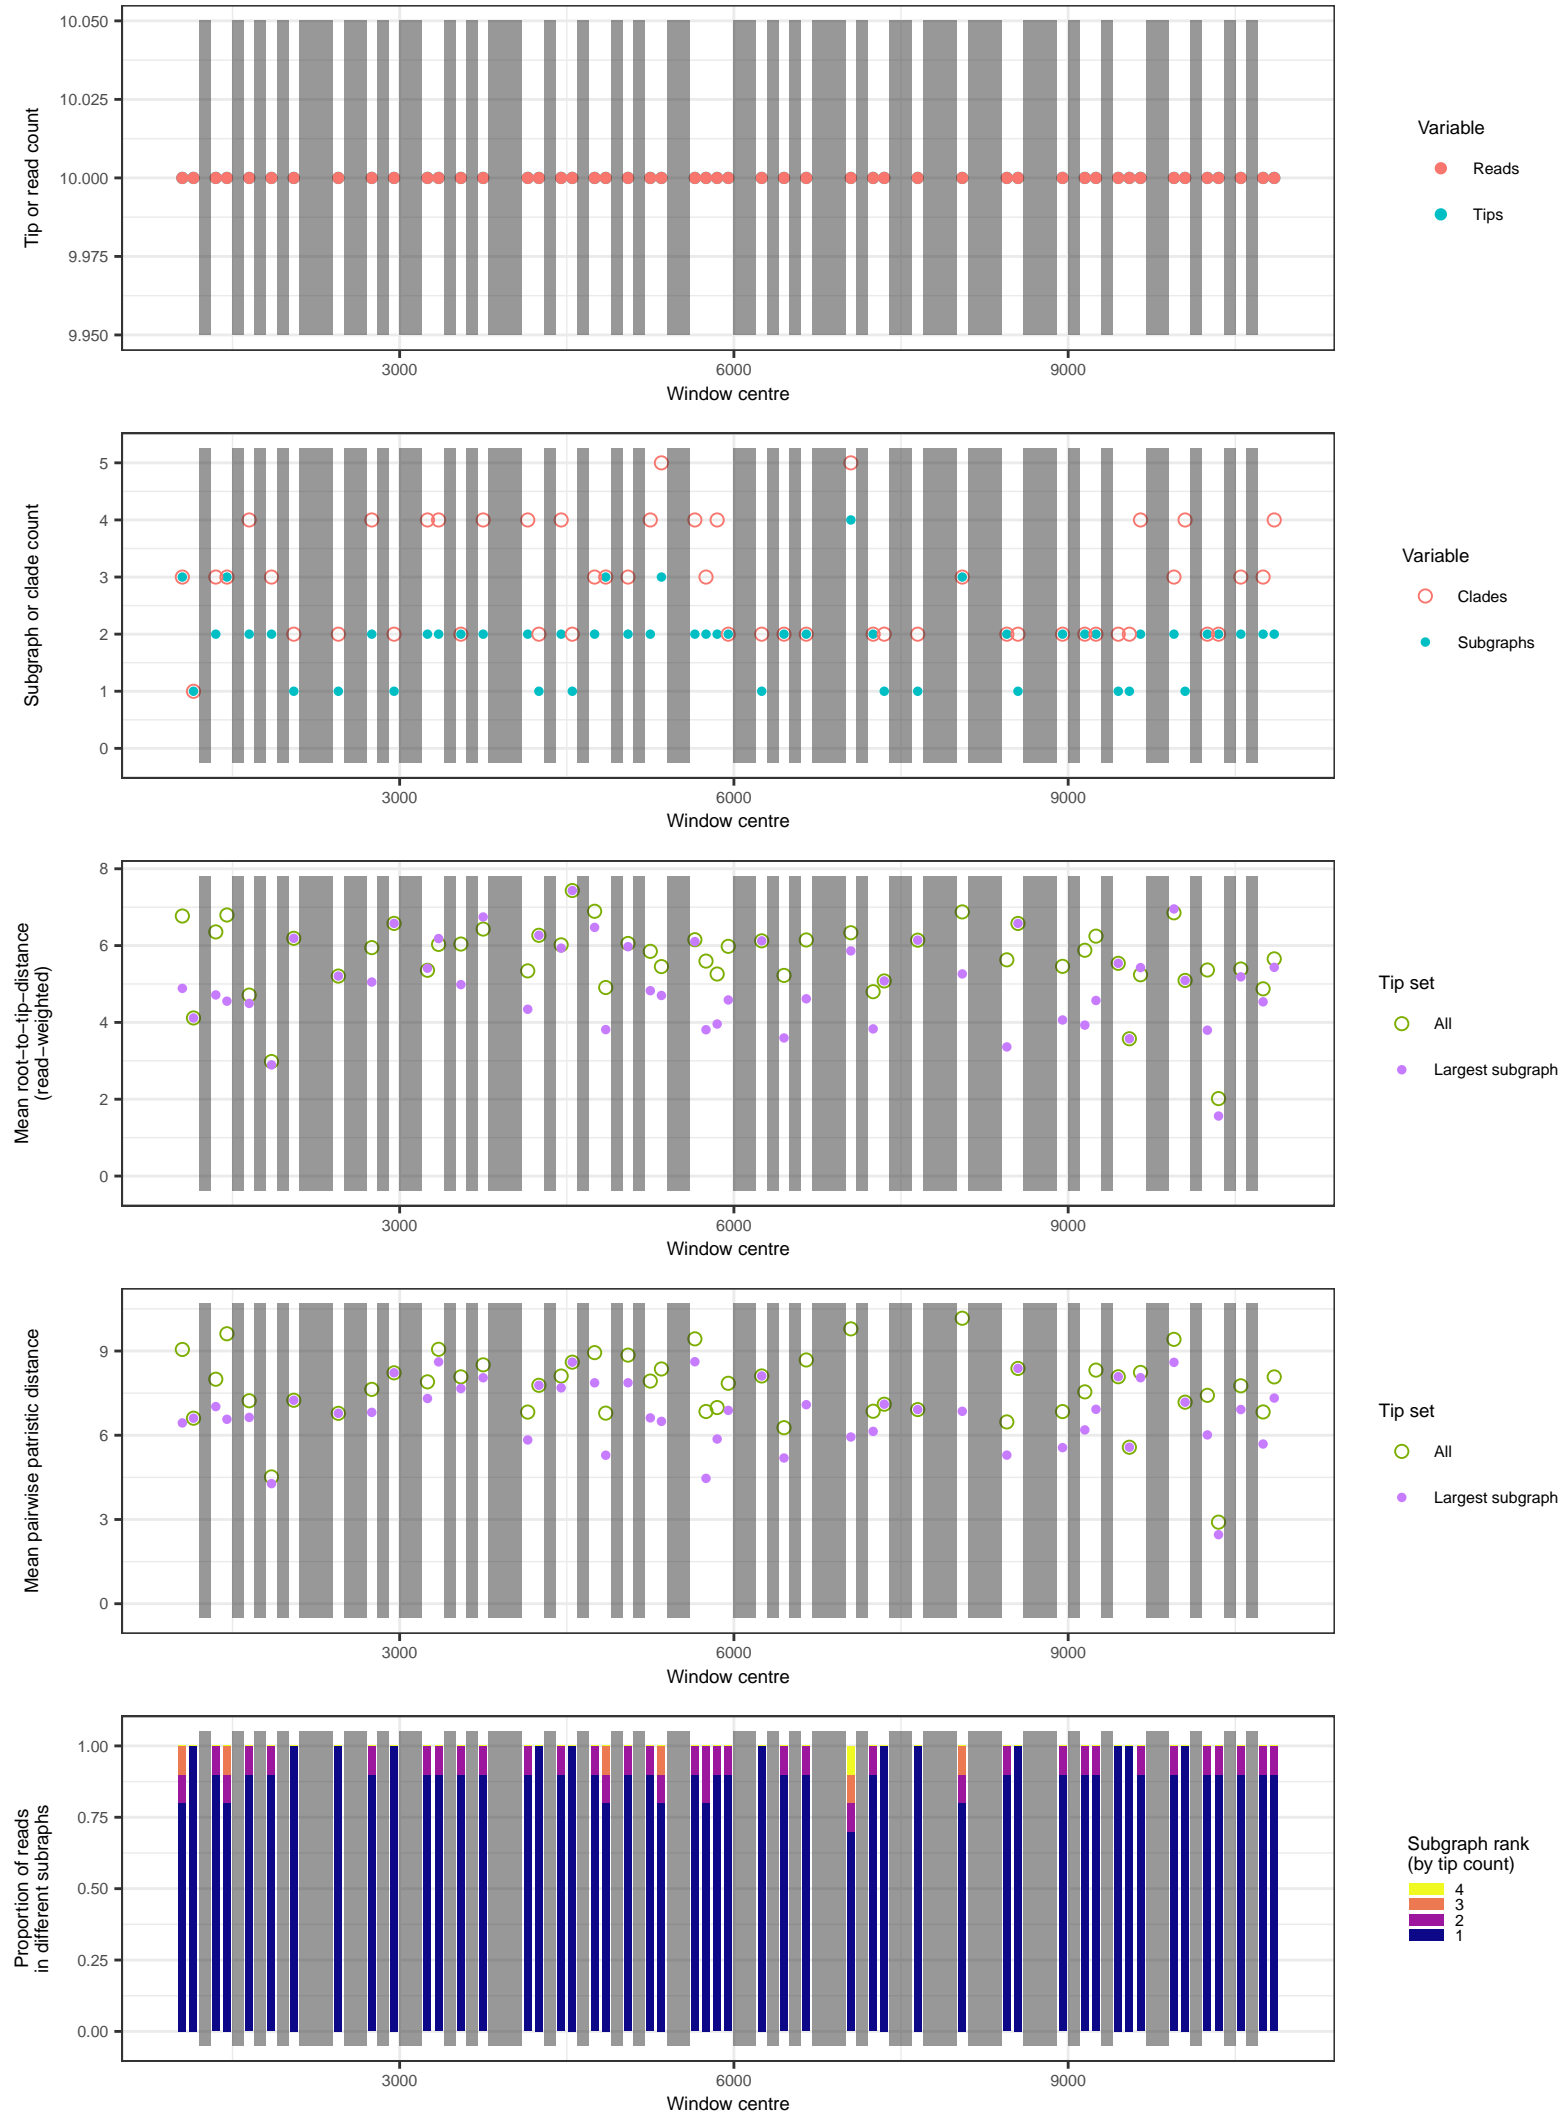 10.050
10.025
10.000
9.975
9.950
Tip or read count
3000
6000
9000
Window centre
Variable
Reads
Tips
5
4
3
2
1
0
Subgraph or clade count
3000
6000
9000
Window centre
Variable
Clades
Subgraphs
8
6
4
2
0
Mean root−to−tip−distance
(read−weighted)
3000
6000
9000
Window centre
Tip set
All
Largest subgraph
9
6
3
0
Mean pairwise patristic distance
3000
6000
9000
Window centre
Tip set
All
Largest subgraph
1.00
0.75
0.50
0.25
0.00
Proportion of reads
in different subraphs
3000
6000
9000
Window centre
Subgraph rank
(by tip count)
4
3
2
1